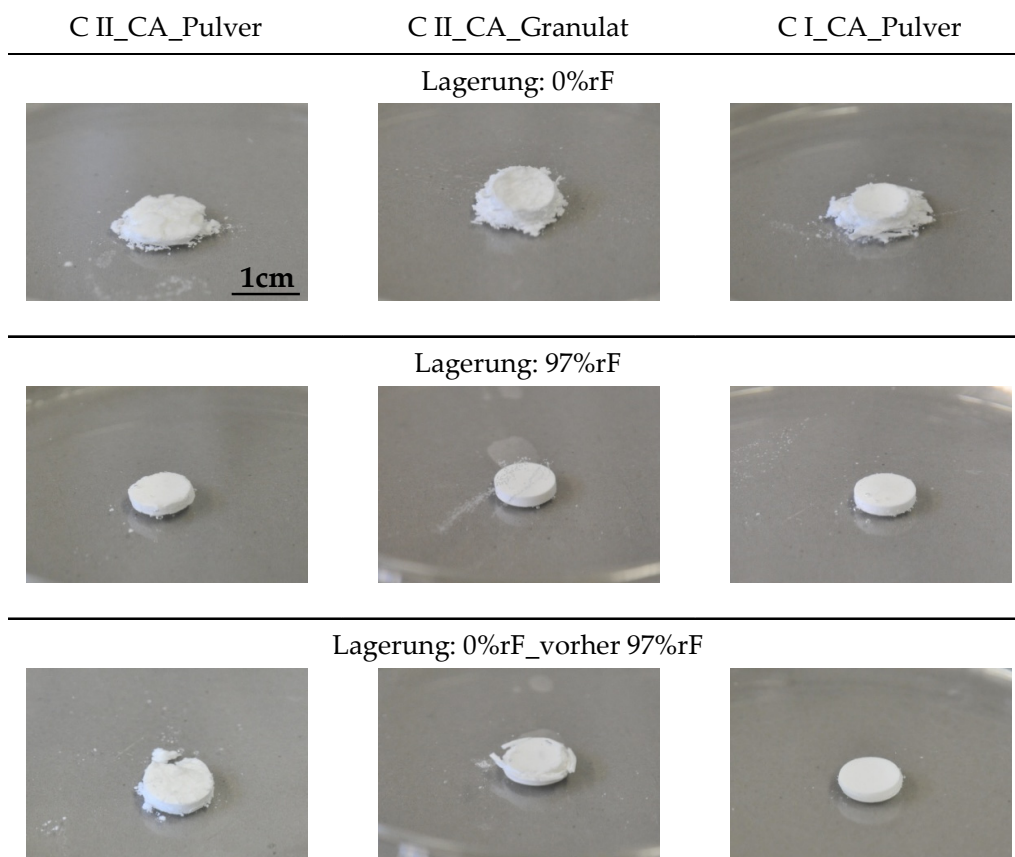 C II_CA_Pulver C II_CA_Granulat C I_CA_Pulver
Lagerung: 0%rF
1cm
Lagerung: 97%rF
Lagerung: 0%rF_vorher 97%rF